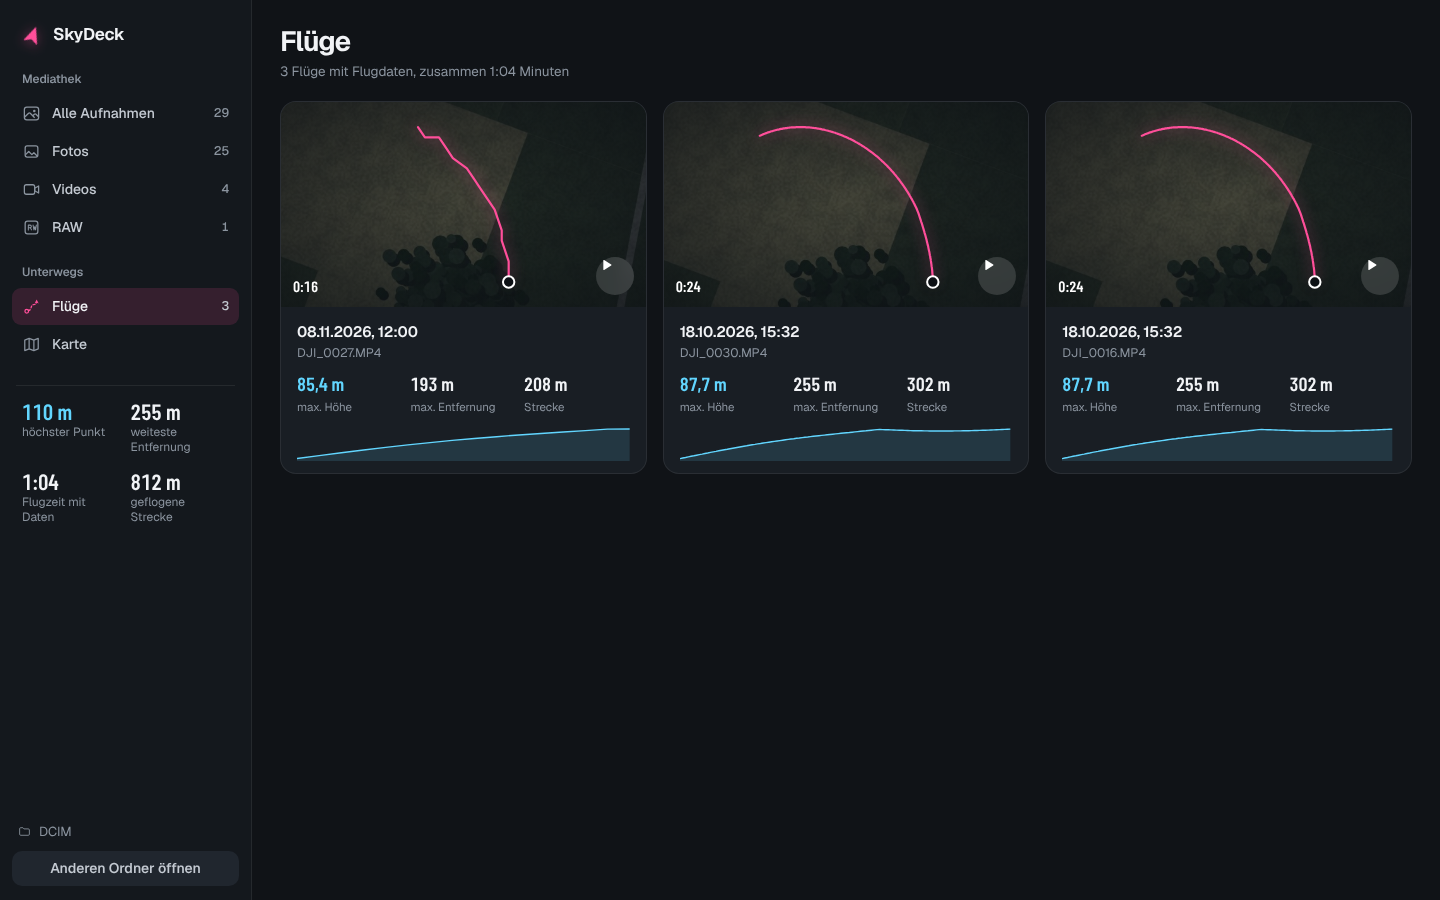 SkyDeck
Mediathek
Alle Aufnahmen 29
Fotos 25
Videos 4
RAW 1
Unterwegs
Flüge 3
Karte
110 m 255 m
höchster Punkt weiteste
Entfernung
1:04 812 m
Flugzeit mit geflogene
Daten Strecke
DCIM
Anderen Ordner öffnen
Flüge
3 Flüge mit Flugdaten, zusammen 1:04 Minuten
0:16
08.11.2026, 12:00
DJI_0027.MP4
85,4 m 193 m 208 m
max. Höhe max. Entfernung Strecke
0:24
18.10.2026, 15:32
DJI_0030.MP4
87,7 m 255 m 302 m
max. Höhe max. Entfernung Strecke
0:24
18.10.2026, 15:32
DJI_0016.MP4
87,7 m 255 m 302 m
max. Höhe max. Entfernung Strecke